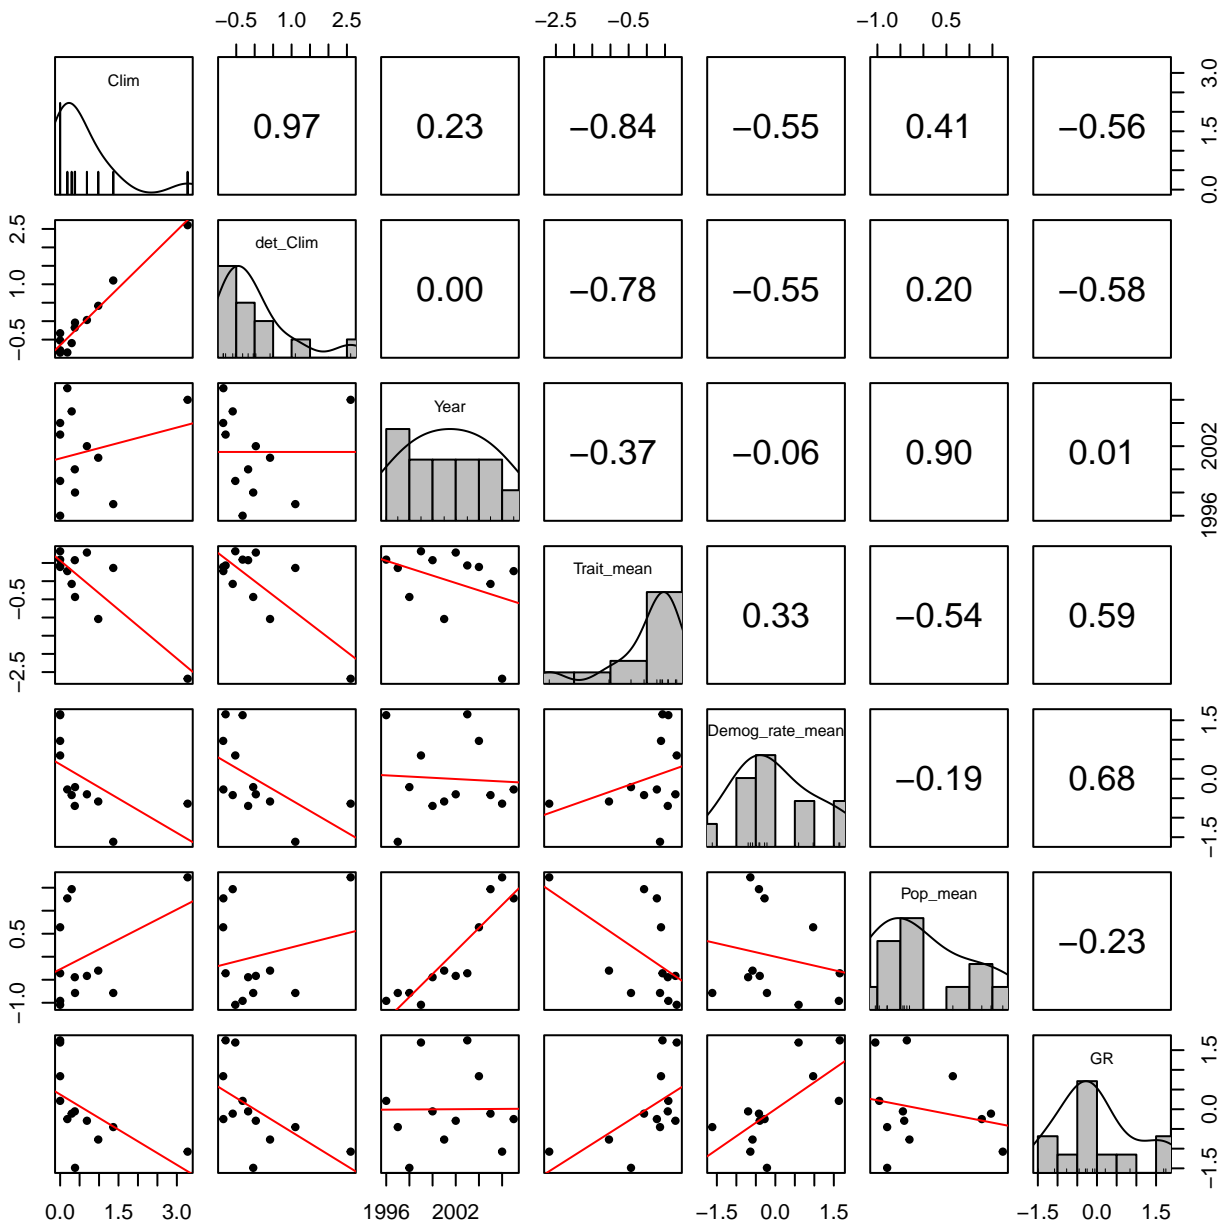 −0.5 1.0 2.5 −2.5 −0.5 −1.0 0.5
Clim 0.97 0.23 −0.84 −0.55 0.41 −0.56 0.0 1.5 3.0
−0.5 1.0 2.5 det_Clim 0.00 −0.78 −0.55 0.20 −0.58
Year −0.37 −0.06 0.90 0.01 1996 2002
−2.5 −0.5 Trait_mean 0.33 −0.54 0.59
Demog_rate_mean −0.19 0.68 −1.5 0.0 1.5
−1.0 0.5 Pop_mean −0.23
GR −1.5 0.0 1.5
0.0 1.5 3.0 1996 2002 −1.5 0.0 1.5 −1.5 0.0 1.5